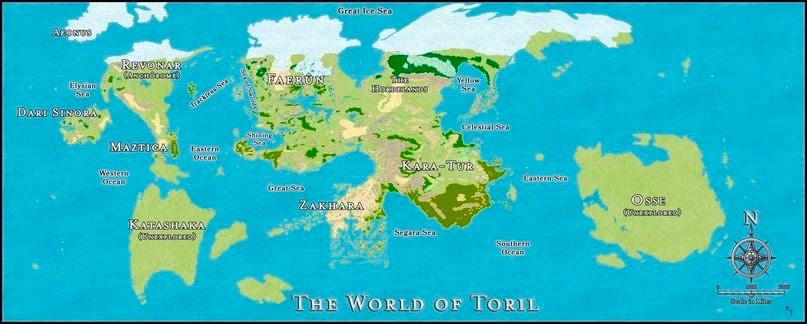 Great Ice Sea
Aeonus
Revonar
(Anchôromé)
Faerûn
The
Hordelands
Yellow
Sea
Elysian
Sea
Trackless Sea
Sea of Swords
Dari Sinora
Maztica
Eastern
Ocean
Shining
Sea
Celestial Sea
Western
Ocean
Great Sea
Kara-Tur
Eastern Sea
Zakhara
Osse
(Unexplored)
Katashaka
(Unexplored)
Segara Sea
Southern
Ocean
N
The World of Toril
Scale in Miles